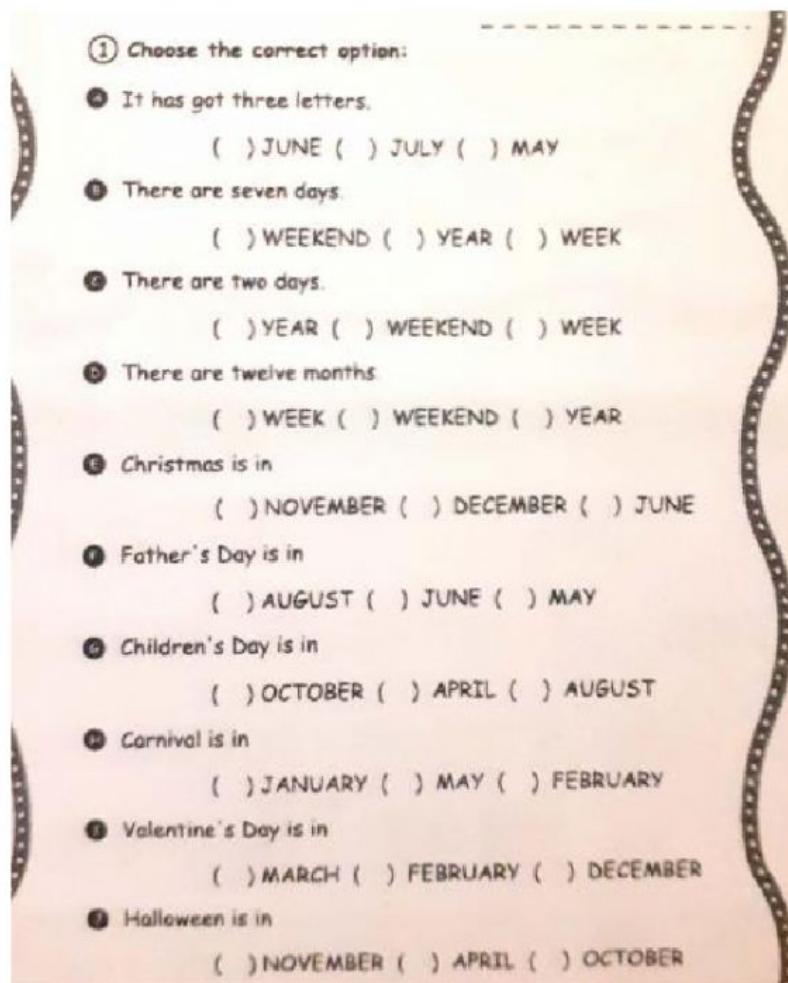 1 Choose the correct option:
A It has got three letters.
( ) JUNE ( ) JULY ( ) MAY
B There are seven days.
( ) WEEKEND ( ) YEAR ( ) WEEK
C There are two days.
( ) YEAR ( ) WEEKEND ( ) WEEK
D There are twelve months.
( ) WEEK ( ) WEEKEND ( ) YEAR
E Christmas is in
( ) NOVEMBER ( ) DECEMBER ( ) JUNE
F Father's Day is in
( ) AUGUST ( ) JUNE ( ) MAY
G Children's Day is in
( ) OCTOBER ( ) APRIL ( ) AUGUST
H Carnival is in
( ) JANUARY ( ) MAY ( ) FEBRUARY
I Valentine's Day is in
( ) MARCH ( ) FEBRUARY ( ) DECEMBER
J Halloween is in
( ) NOVEMBER ( ) APRIL ( ) OCTOBER